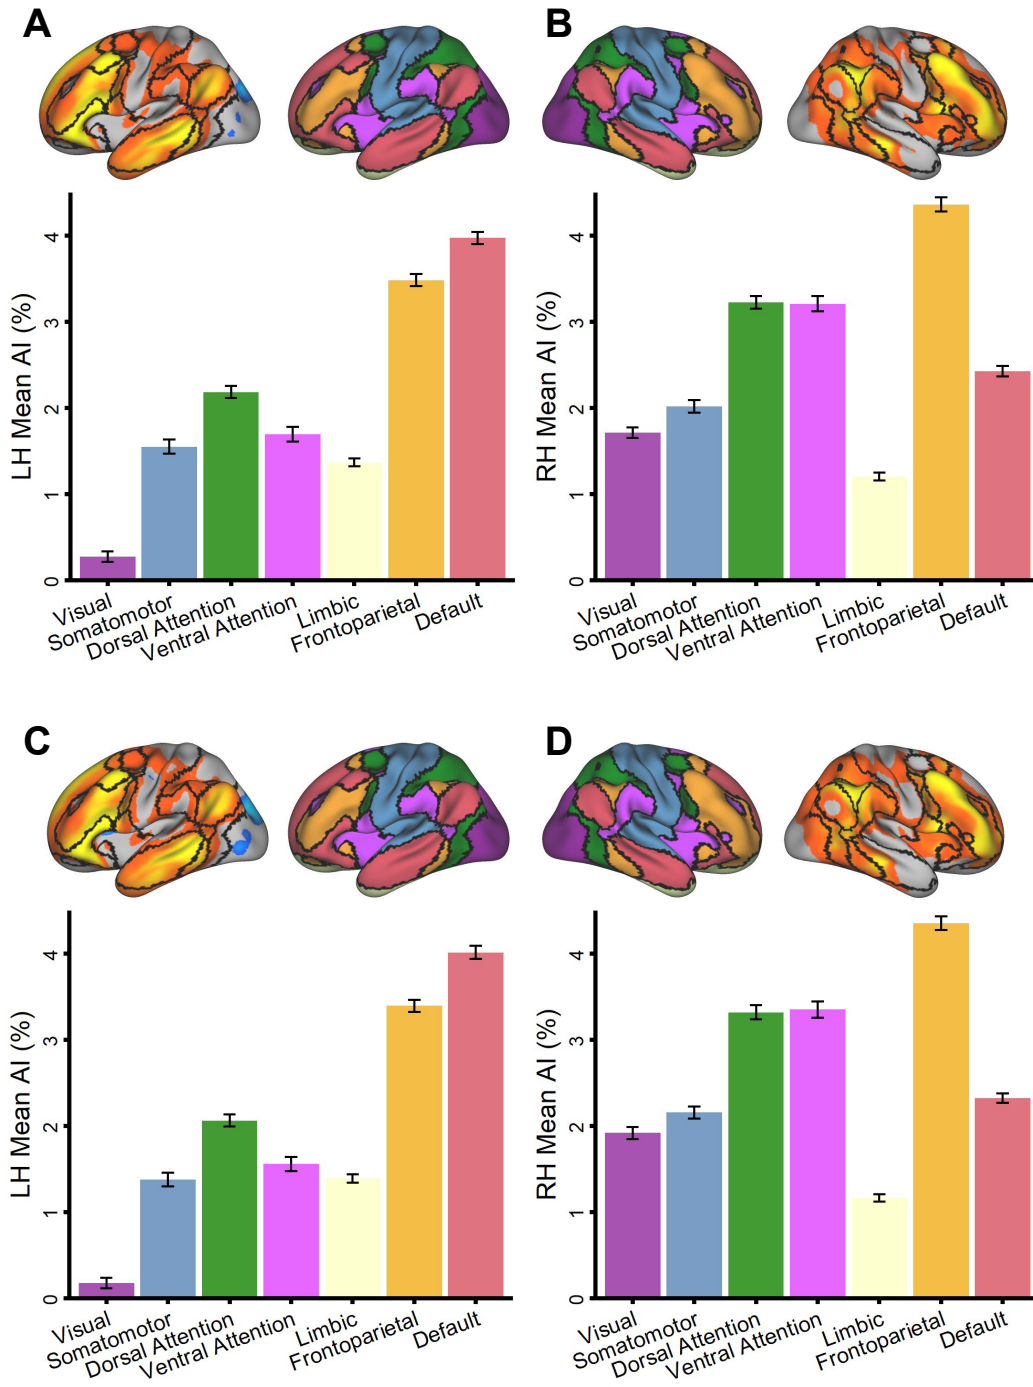 A
B
LH Mean AI (%)
0
1
2
3
4
Visual
Somatomotor
Dorsal Attention
Ventral Attention
Limbic
Frontoparietal
Default
RH Mean AI (%)
0
1
2
3
4
Visual
Somatomotor
Dorsal Attention
Ventral Attention
Limbic
Frontoparietal
Default
C
D
LH Mean AI (%)
0
1
2
3
4
Visual
Somatomotor
Dorsal Attention
Ventral Attention
Limbic
Frontoparietal
Default
RH Mean AI (%)
0
1
2
3
4
Visual
Somatomotor
Dorsal Attention
Ventral Attention
Limbic
Frontoparietal
Default